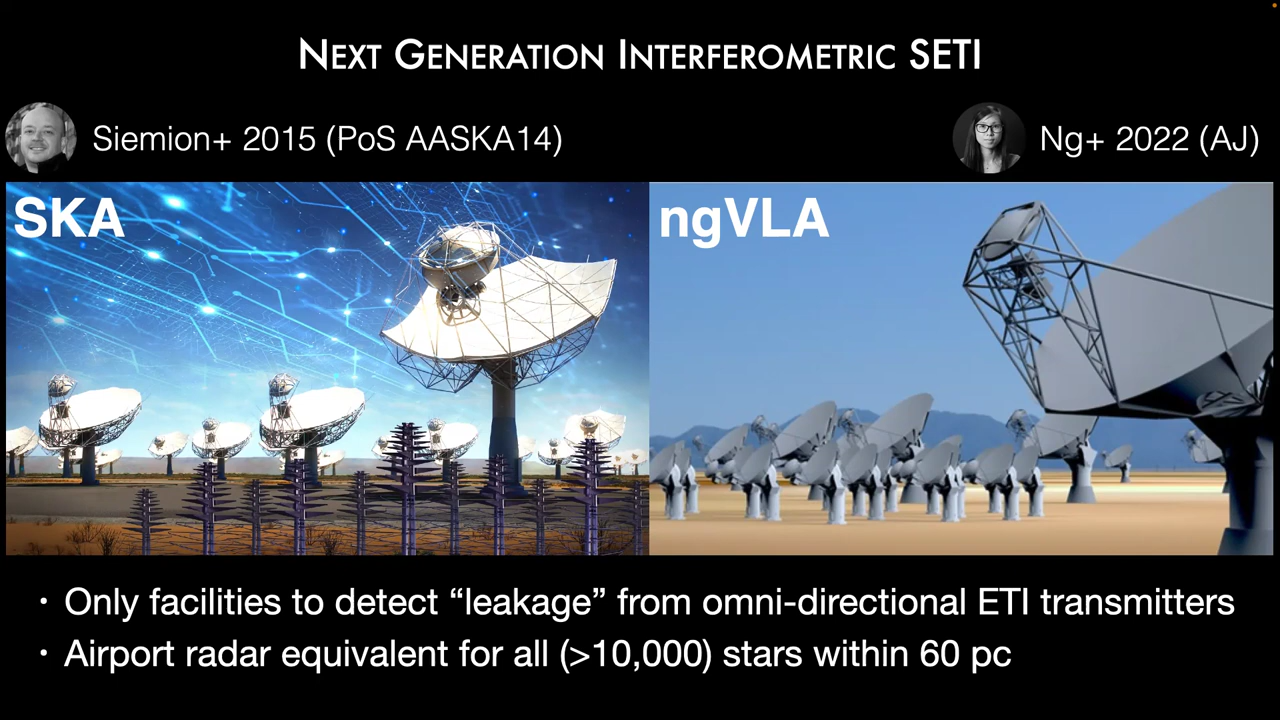 NEXT GENERATION INTERFEROMETRIC SETI
Siemion+ 2015 (PoS AASKA14)
Ng+ 2022 (AJ)
SKA
ngVLA
• Only facilities to detect “leakage” from omni-directional ETI transmitters
• Airport radar equivalent for all (>10,000) stars within 60 pc